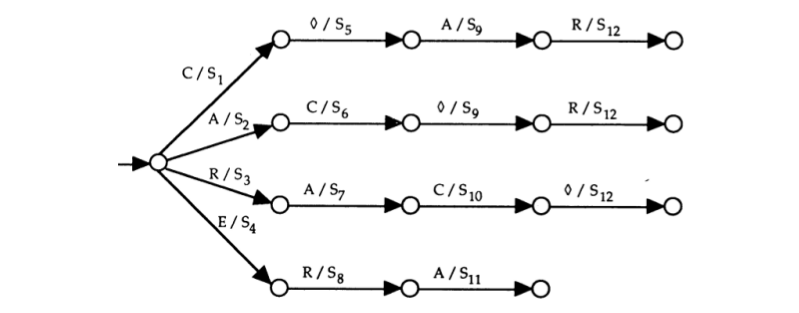 C / S₁ ◊ / S₅ A / S₉ R / S₁₂
A / S₂ C / S₆ ◊ / S₉ R / S₁₂
R / S₃ A / S₇ C / S₁₀ ◊ / S₁₂
E / S₄ R / S₈ A / S₁₁